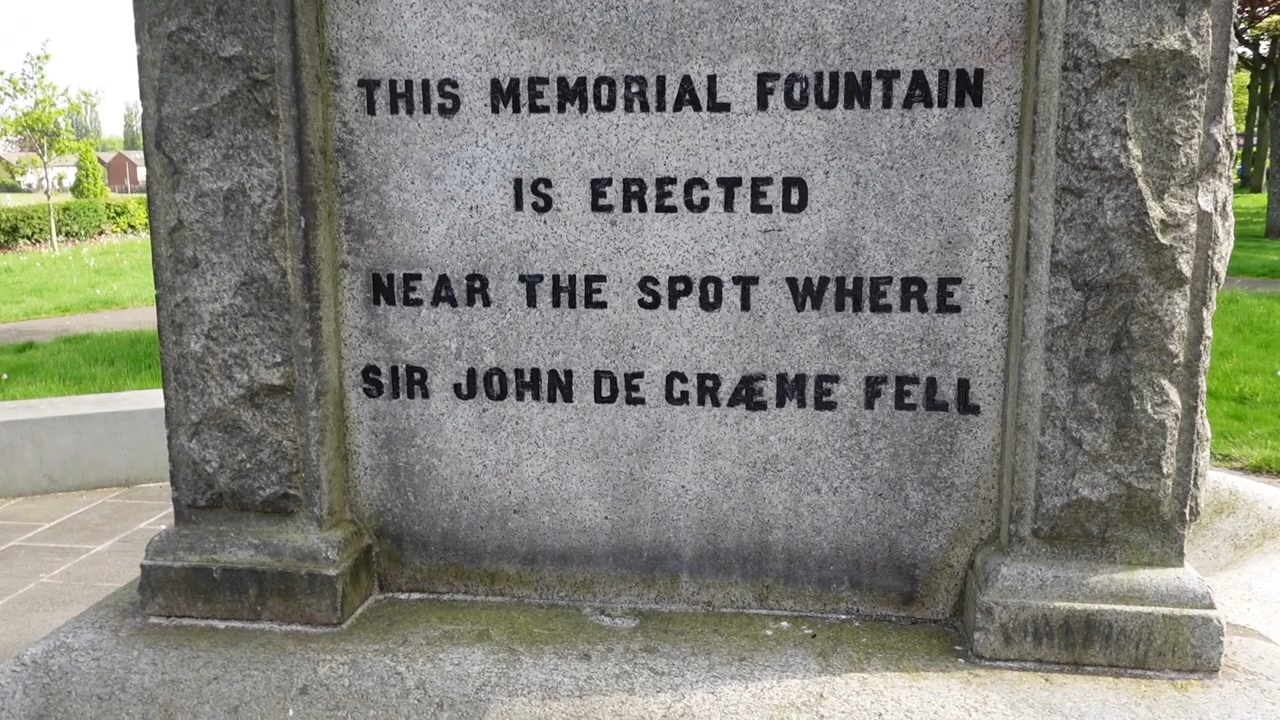 THIS MEMORIAL FOUNTAIN
IS ERECTED
NEAR THE SPOT WHERE
SIR JOHN DE GRÆME FELL